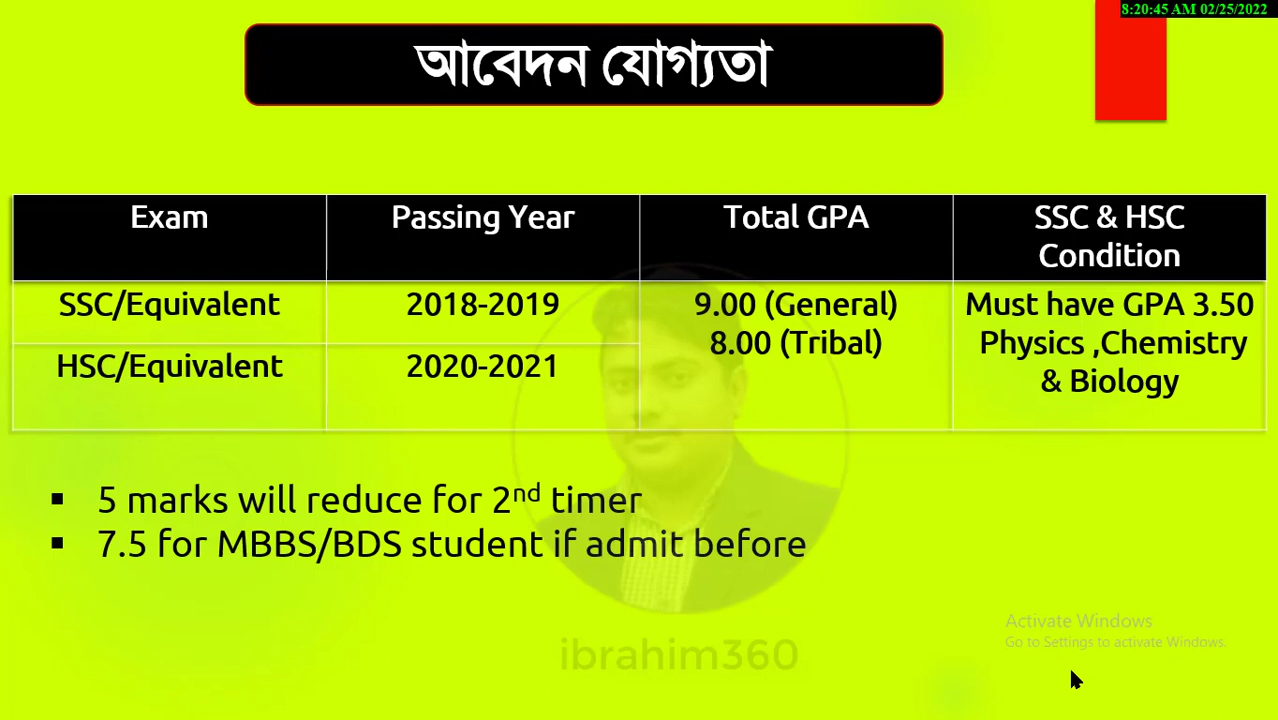 8:20:45 AM 02/25/2022
আবেদন যোগ্যতা
Exam
Passing Year
Total GPA
SSC & HSC
Condition
SSC/Equivalent
2018-2019
9.00 (General)
8.00 (Tribal)
Must have GPA 3.50
Physics ,Chemistry
& Biology
HSC/Equivalent
2020-2021
▪ 5 marks will reduce for 2nd timer
▪ 7.5 for MBBS/BDS student if admit before
Activate Windows
Go to Settings to activate Windows.
ibrahim360